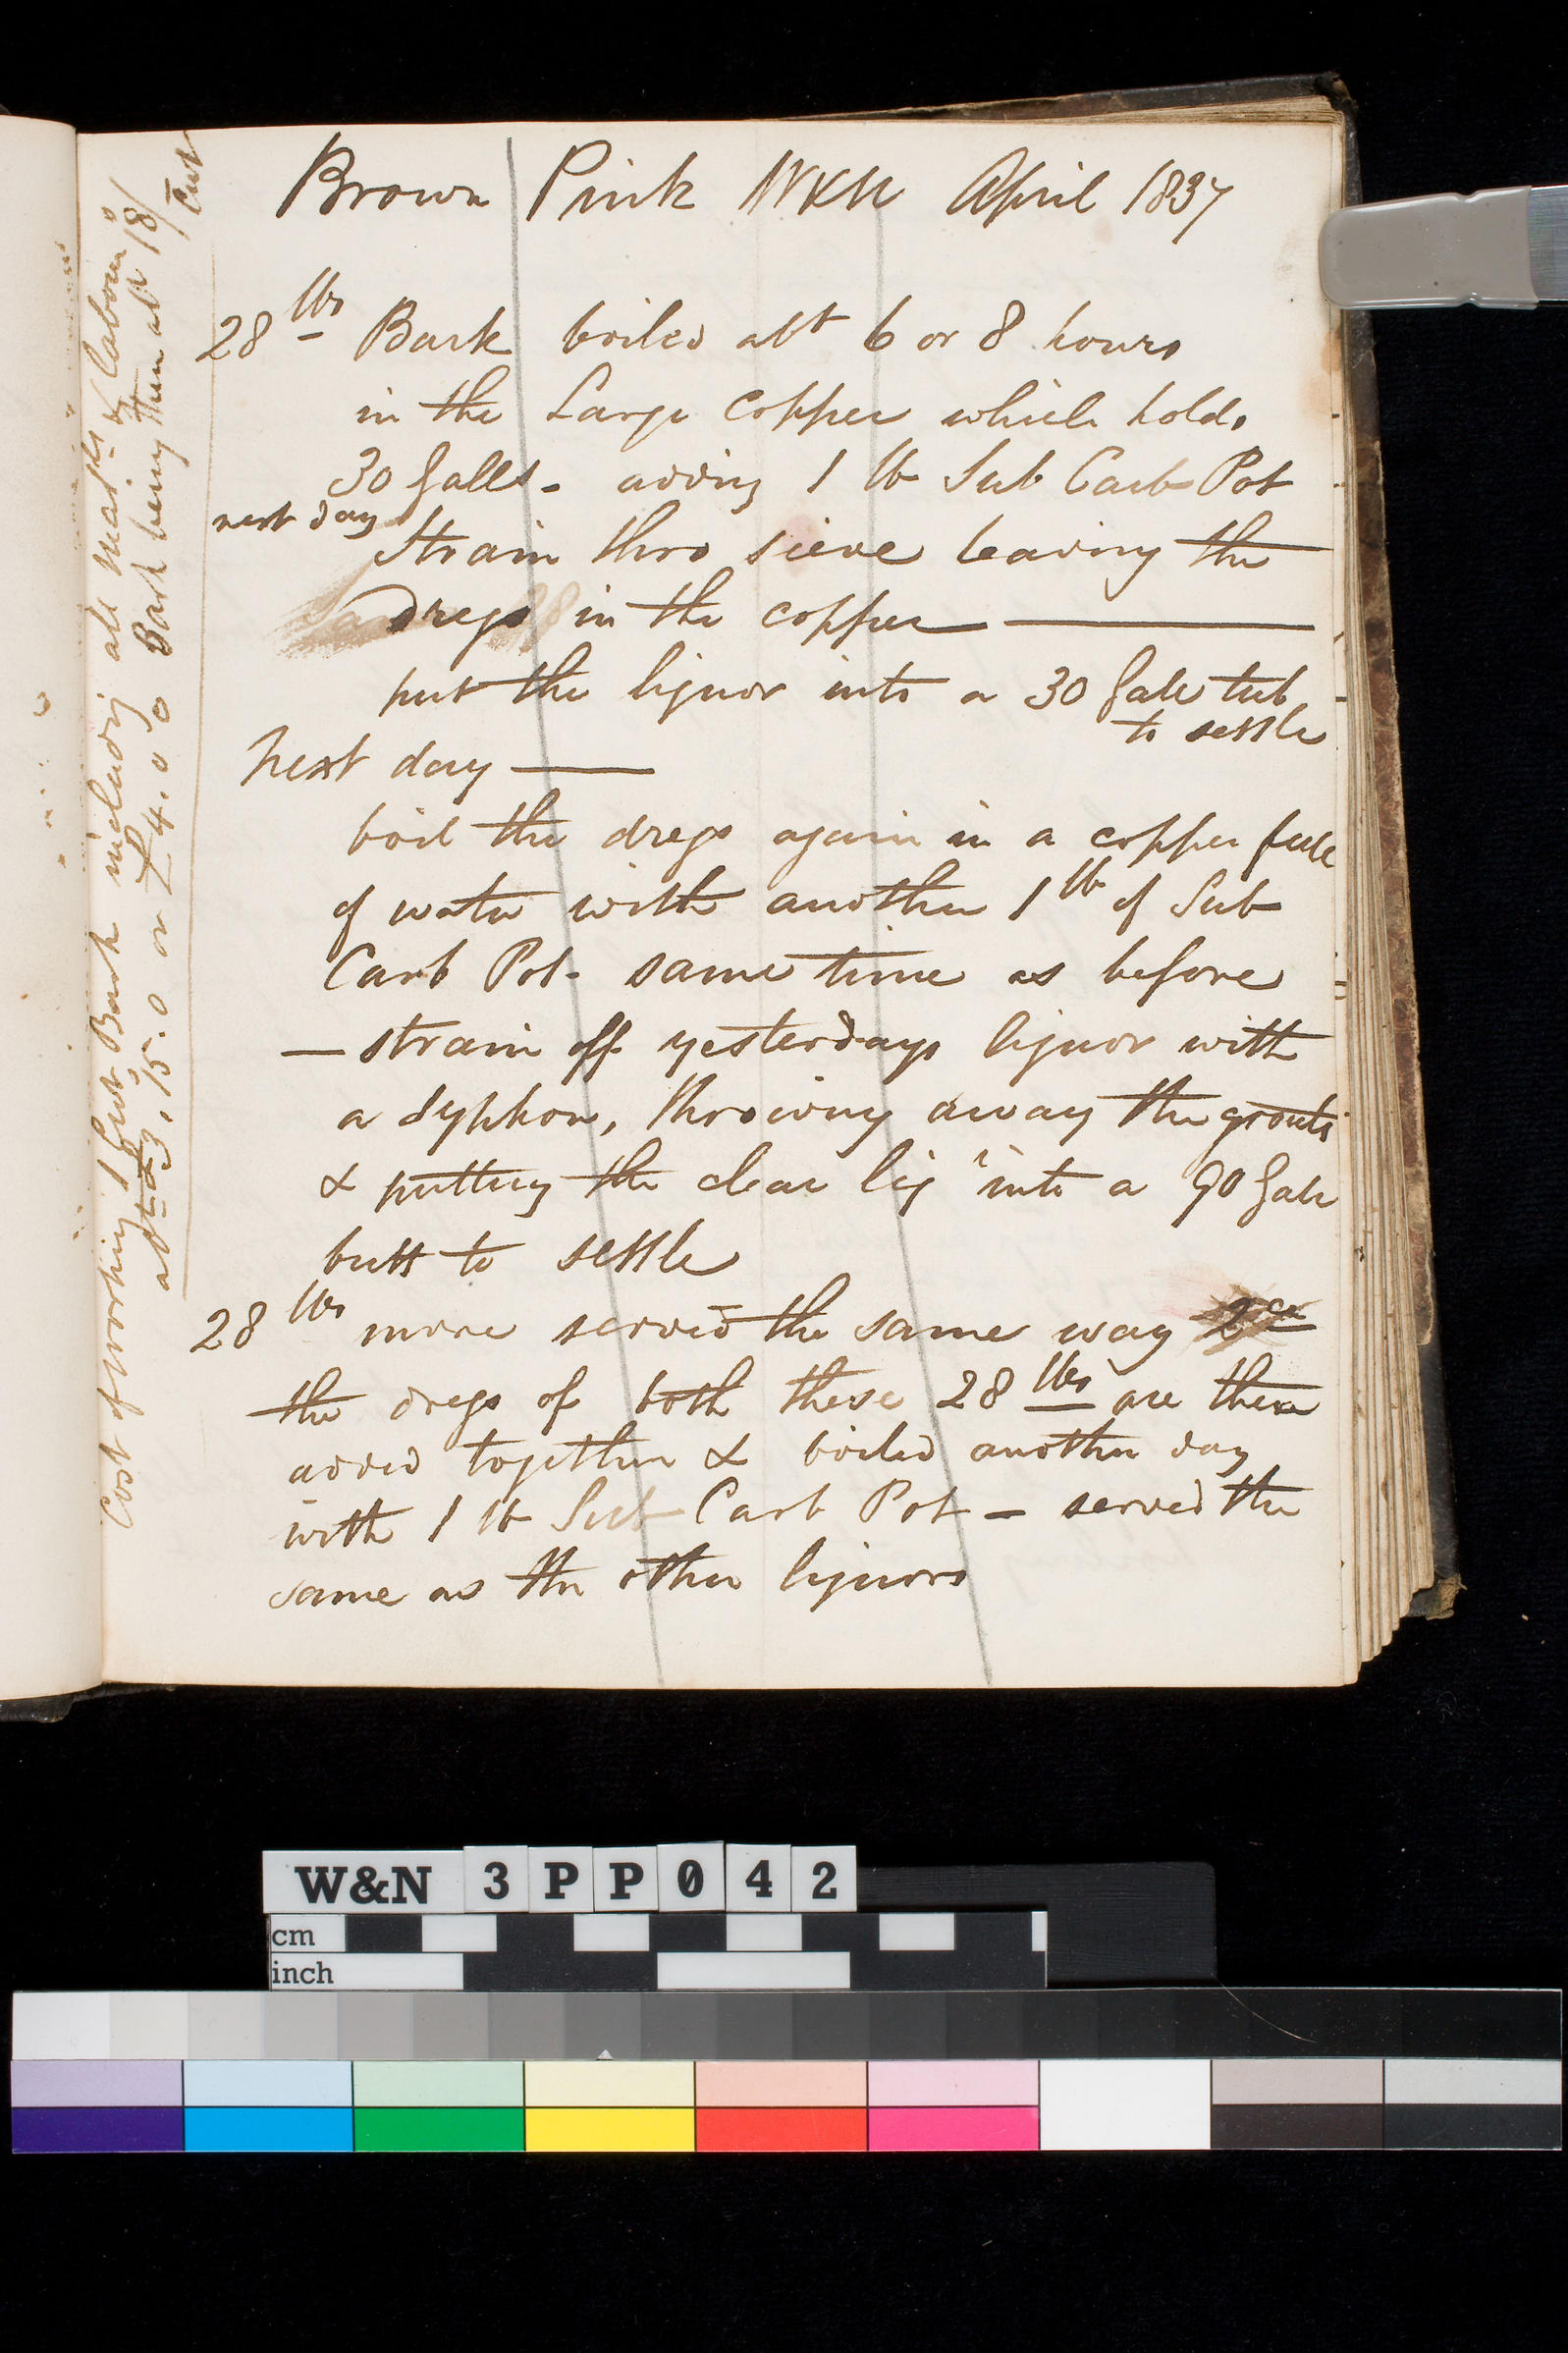 Brown Pink W&N April 1837
28 lbs Bark boiled abt 6 or 8 hours
in the Large Copper which holds
30 Galls - adding 1 lb Sub Carb Pot
next day
Strain thro sieve leaving the
dregs in the copper
put the liquor into a 30 Galn tub
to settle
Next day
boil the dregs again in a copper full
of water with another 1 lb of Sub
Carb Pot - same time as before
— strain off yesterdays liquor with
a Syphon, throwing away the grouts
& putting the clear liq r into a 90 Galn
butt to settle
28 lbs more served the same way
the dregs of both these 28 lbs are then
added together & boiled another day
with 1 lb Sub Carb Pot — served the
same as the other liquors
Cost of working 1 Cwt Bark including all mat ls & labour
abt £3.15.0 or £4.0.0 Bark being then abt 18/
Cwt
W&N 3PP042
cm
inch